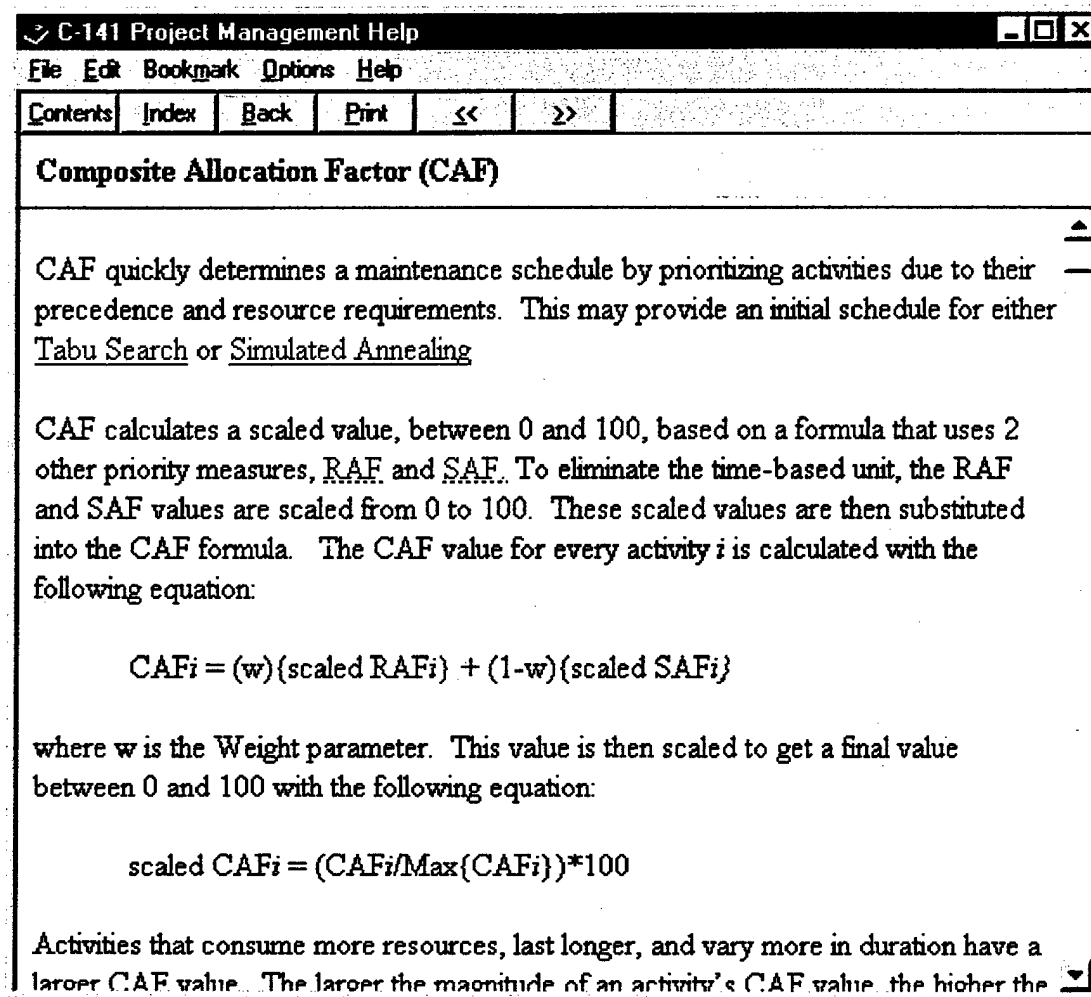 C-141 Project Management Help
File Edit Bookmark Options Help
Contents Index Back Print << >>
Composite Allocation Factor (CAF)
CAF quickly determines a maintenance schedule by prioritizing activities due to their
precedence and resource requirements. This may provide an initial schedule for either
Tabu Search or Simulated Annealing
CAF calculates a scaled value, between 0 and 100, based on a formula that uses 2
other priority measures, RAF and SAF. To eliminate the time-based unit, the RAF
and SAF values are scaled from 0 to 100. These scaled values are then substituted
into the CAF formula. The CAF value for every activity i is calculated with the
following equation:
CAFi = (w){scaled RAFi} + (1-w){scaled SAFi}
where w is the Weight parameter. This value is then scaled to get a final value
between 0 and 100 with the following equation:
scaled CAFi = (CAFi/Max{CAFi})*100
Activities that consume more resources, last longer, and vary more in duration have a
larger CAF value. The larger the magnitude of an activity's CAF value, the higher the